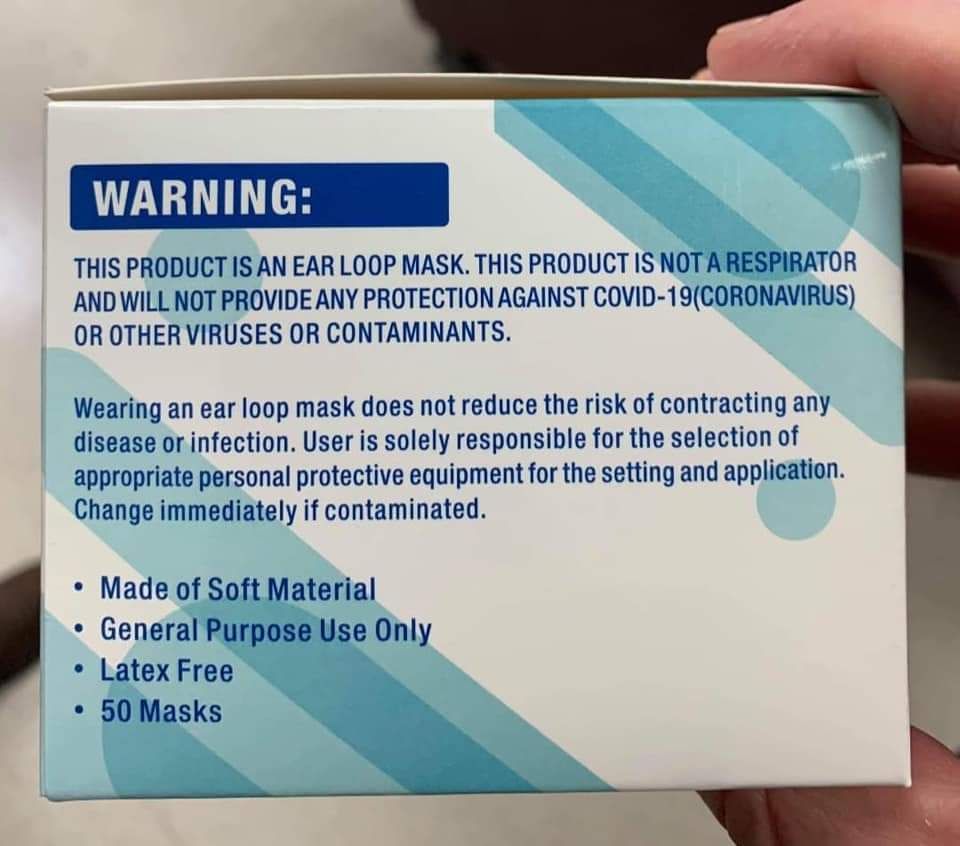 WARNING:
THIS PRODUCT IS AN EAR LOOP MASK. THIS PRODUCT IS NOT A RESPIRATOR
AND WILL NOT PROVIDE ANY PROTECTION AGAINST COVID-19(CORONAVIRUS)
OR OTHER VIRUSES OR CONTAMINANTS.
Wearing an ear loop mask does not reduce the risk of contracting any
disease or infection. User is solely responsible for the selection of
appropriate personal protective equipment for the setting and application.
Change immediately if contaminated.
• Made of Soft Material
• General Purpose Use Only
• Latex Free
• 50 Masks